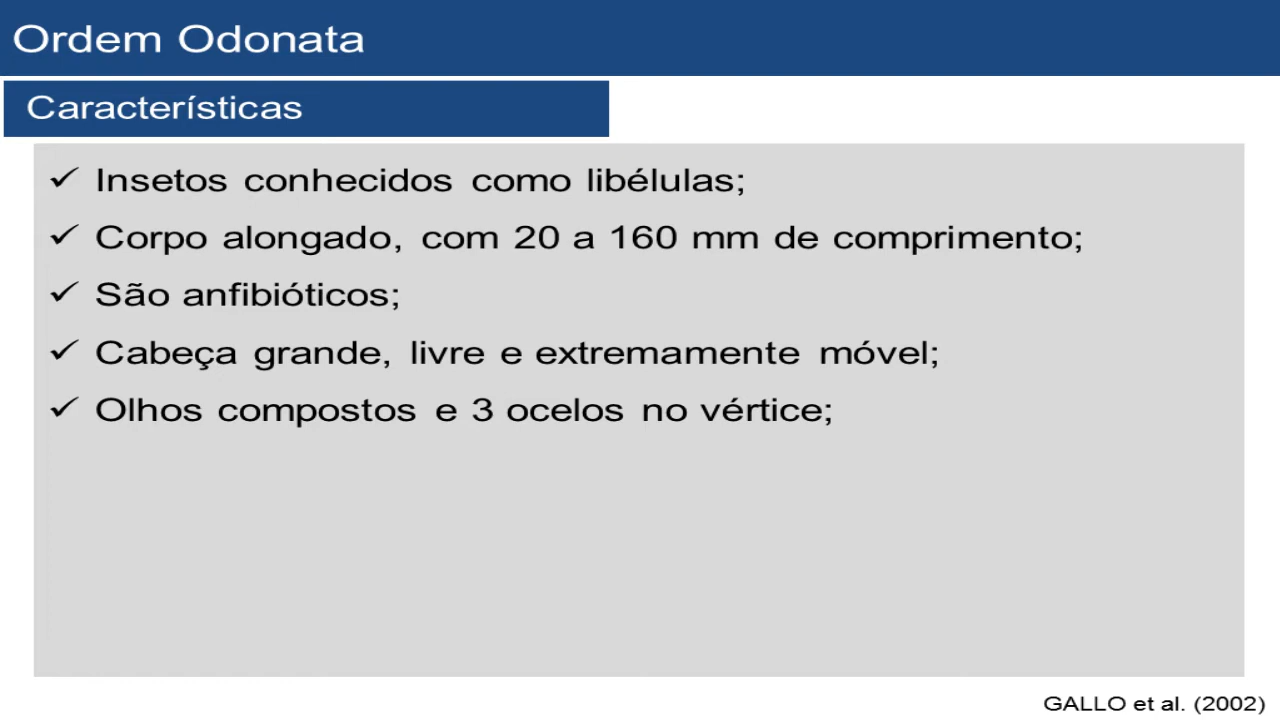 Ordem Odonata
Características
✓ Insetos conhecidos como libélulas;
✓ Corpo alongado, com 20 a 160 mm de comprimento;
✓ São anfibióticos;
✓ Cabeça grande, livre e extremamente móvel;
✓ Olhos compostos e 3 ocelos no vértice;
GALLO et al. (2002)